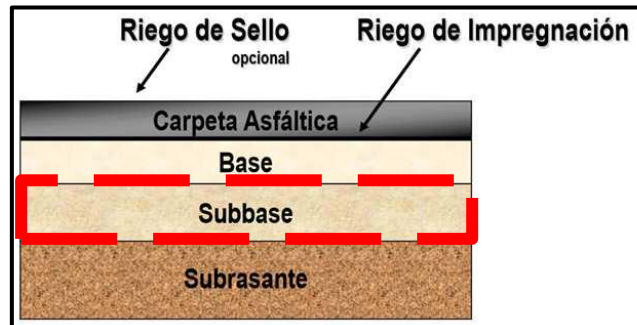 Riego de Sello
opcional
Riego de Impregnación
Carpeta Asfáltica
Base
Subbase
Subrasante